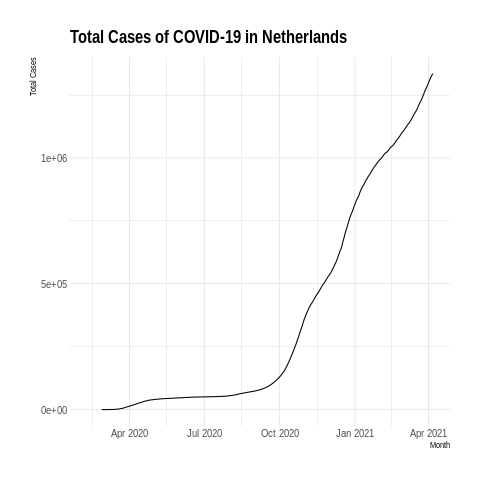 Total Cases of COVID-19 in Netherlands
Total Cases
1e+06
5e+05
0e+00
Apr 2020 Jul 2020 Oct 2020 Jan 2021 Apr 2021
Month